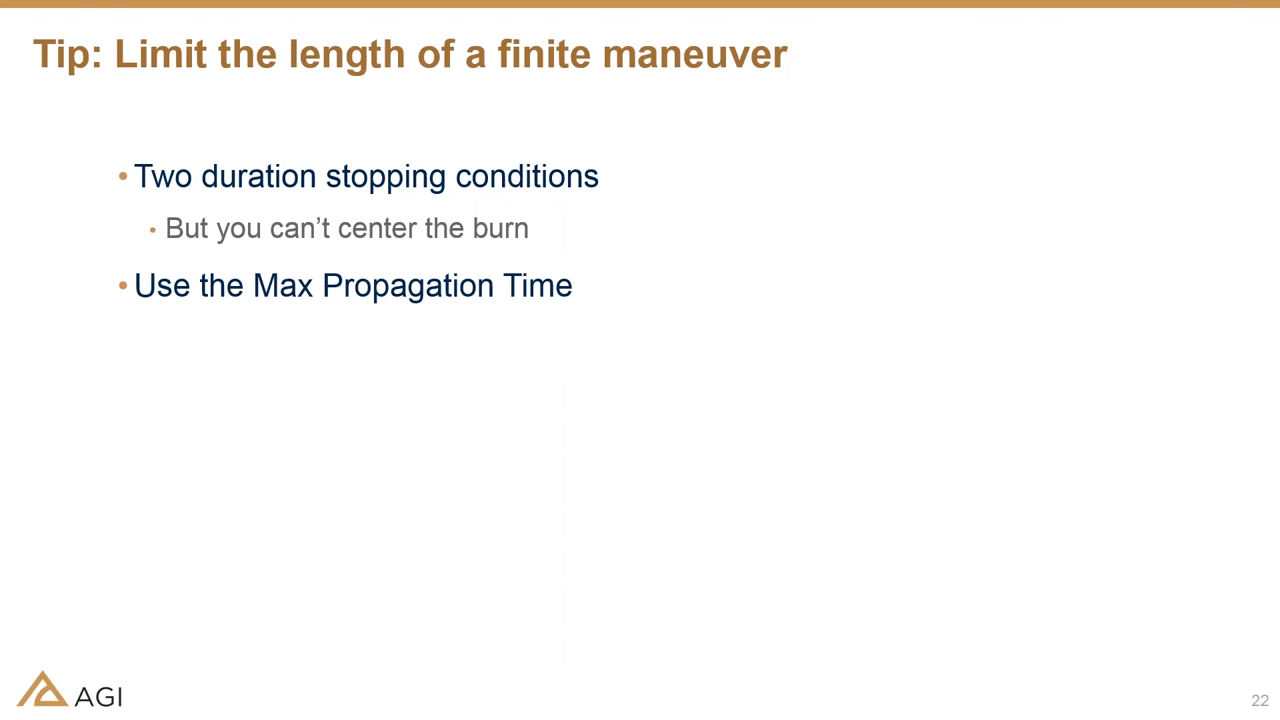 Tip: Limit the length of a finite maneuver
• Two duration stopping conditions
• But you can’t center the burn
• Use the Max Propagation Time
AGI
22